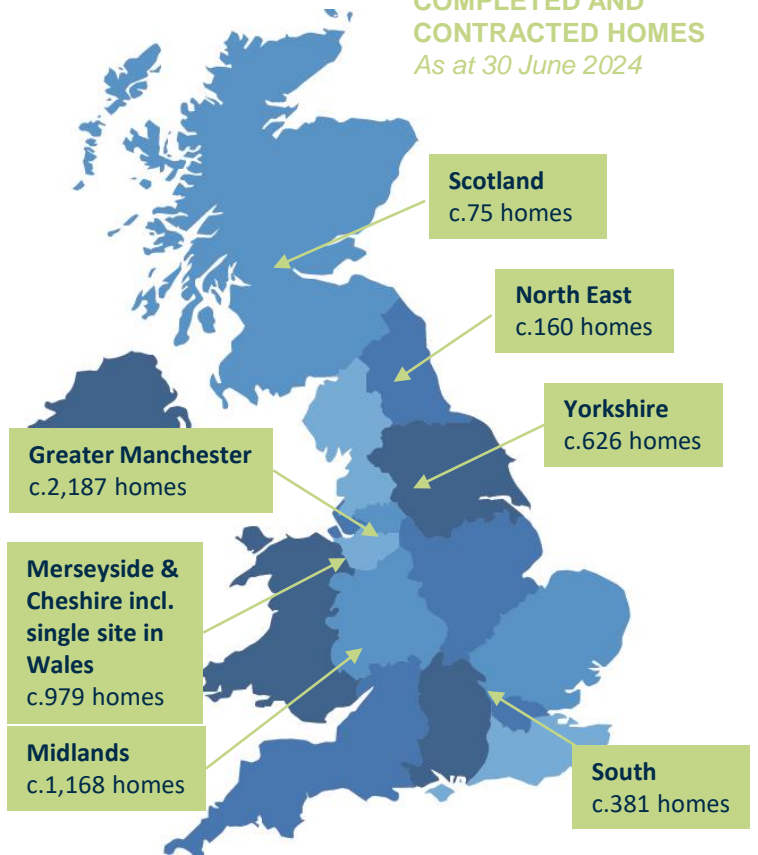 COMPLETED AND
CONTRACTED HOMES
As at 30 June 2024
Scotland
c.75 homes
North East
c.160 homes
Yorkshire
c.626 homes
Greater Manchester
c.2,187 homes
Merseyside &
Cheshire incl.
single site in
Wales
c.979 homes
Midlands
c.1,168 homes
South
c.381 homes